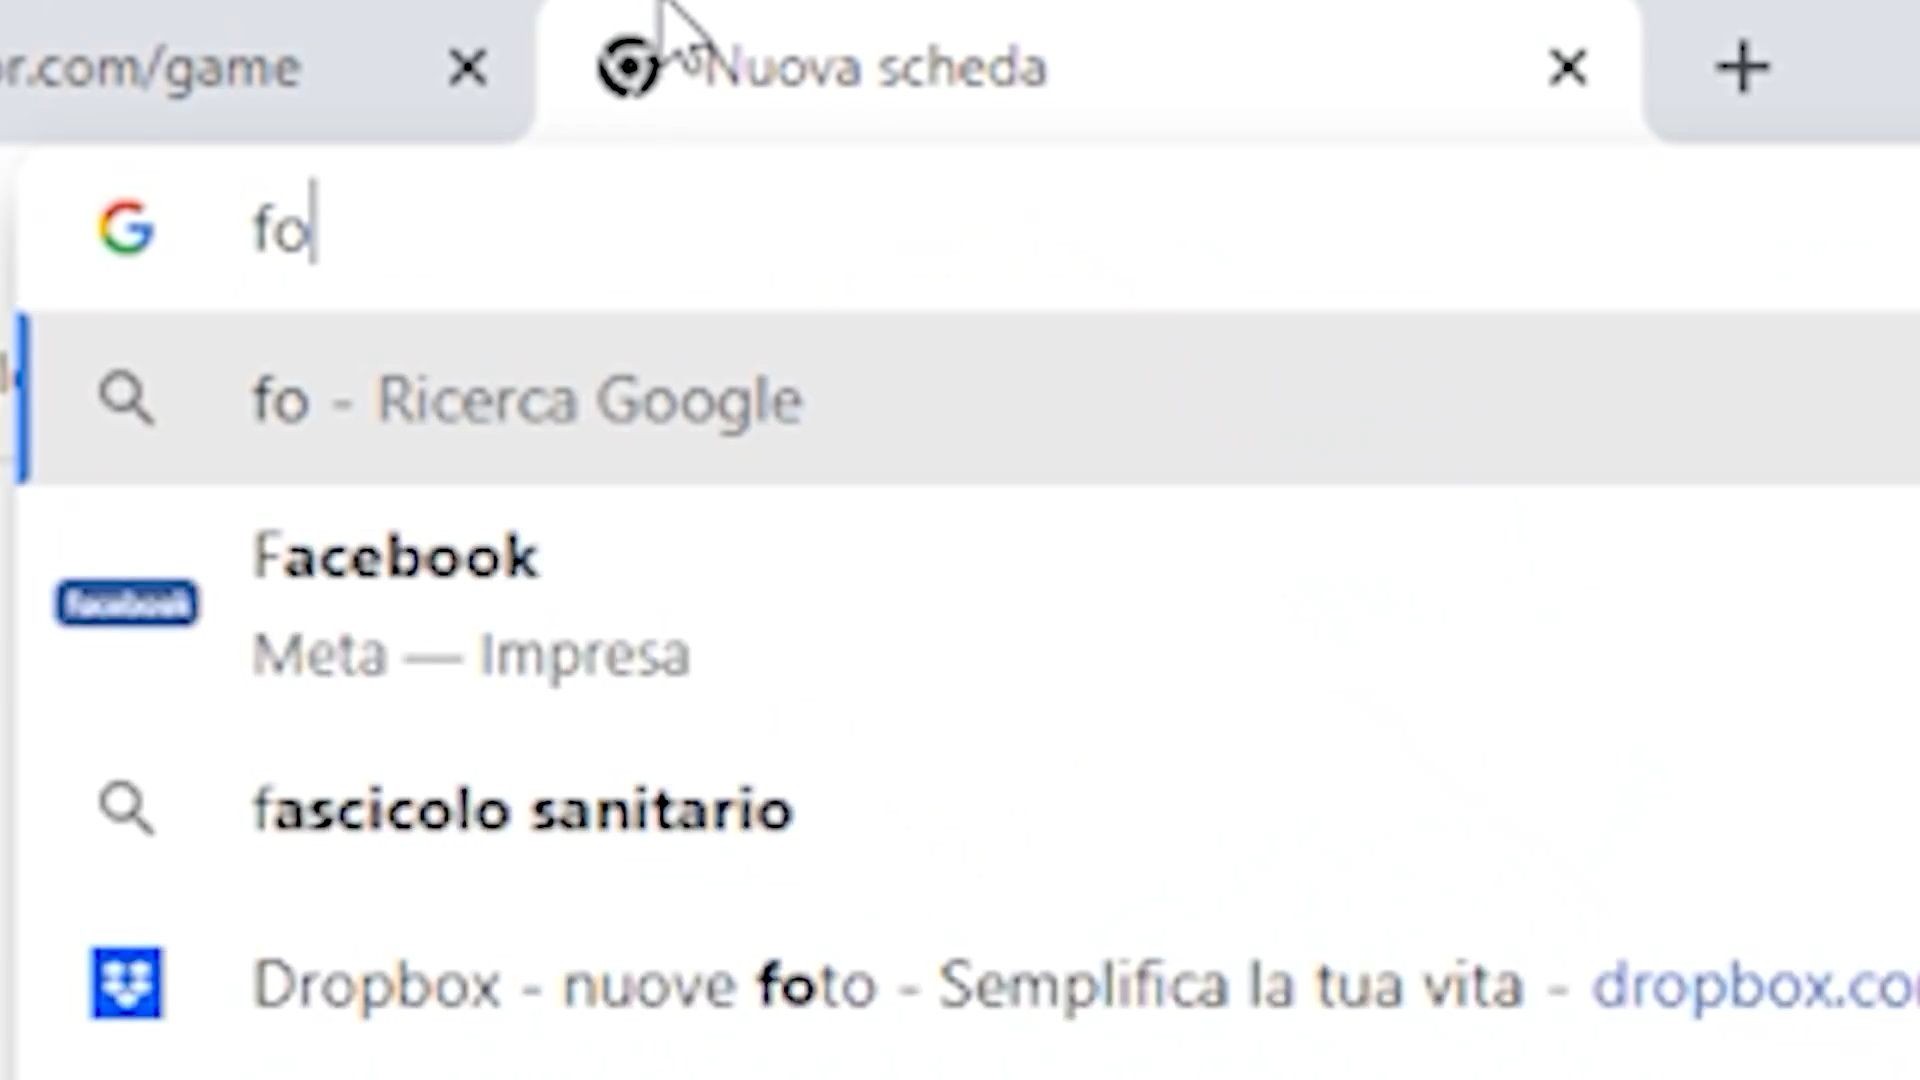 r.com/game
Nuova scheda
fo
fo - Ricerca Google
Facebook
facebook
Meta — Impresa
fascicolo sanitario
Dropbox - nuove foto - Semplifica la tua vita - dropbox.co